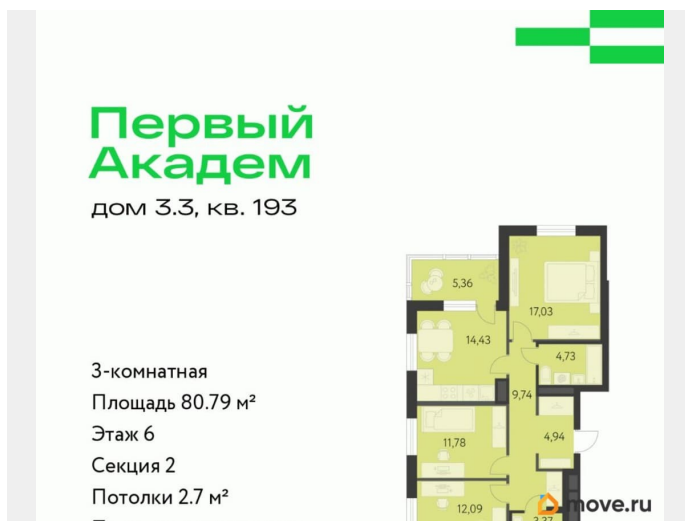 Первый
Академ
дом 3.3, кв. 193
5,36
17,03
14,43
4,73
9,74
3-комнатная
Площадь 80.79 м²
11,78
4,94
Этаж 6
Секция 2
Потолки 2.7 м²
12,09
move.ru